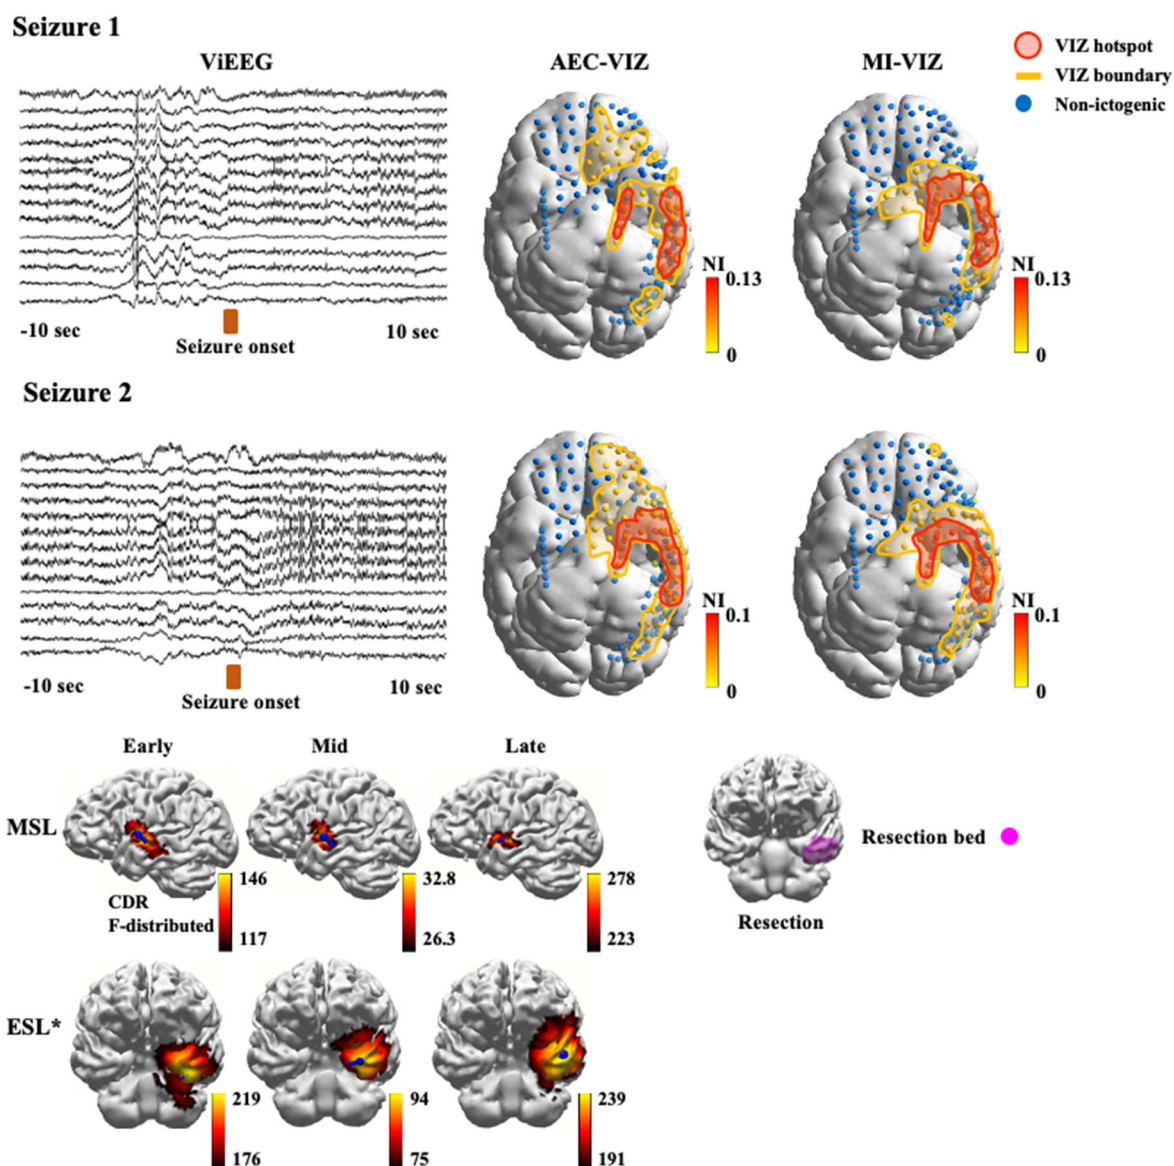 Seizure 1
ViEEG
AEC-VIZ
MI-VIZ
VIZ hotspot
VIZ boundary
Non-ictogenic
NI
0.13
0
NI
0.13
0
-10 sec
10 sec
Seizure onset
Seizure 2
NI
0.1
0
NI
0.1
0
-10 sec
10 sec
Seizure onset
Early
Mid
Late
MSL
CDR
F-distributed
146
117
32.8
26.3
278
223
Resection bed
Resection
ESL*
219
176
94
75
239
191